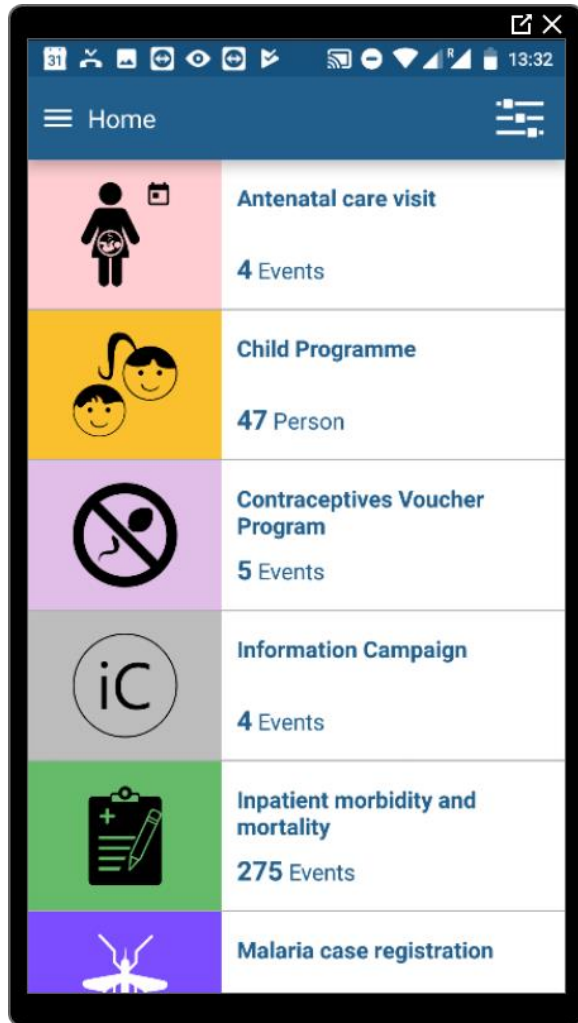 31
R
13:32
Home
Antenatal care visit
4 Events
Child Programme
47 Person
Contraceptives Voucher
Program
5 Events
iC
Information Campaign
4 Events
Inpatient morbidity and
mortality
275 Events
Malaria case registration